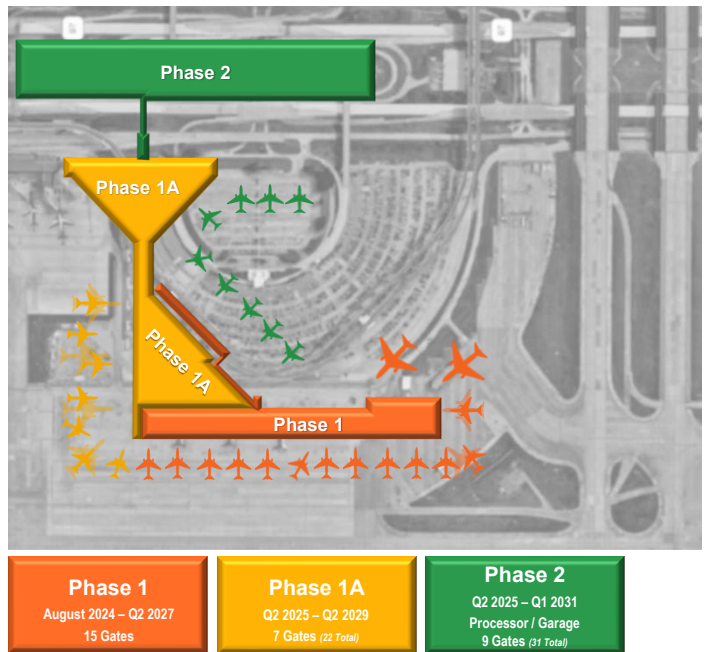 Phase 2
Phase 1A
Phase 1A
Phase 1
Phase 1
August 2024 – Q2 2027
15 Gates
Phase 1A
Q2 2025 – Q2 2029
7 Gates (22 Total)
Phase 2
Q2 2025 – Q1 2031
Processor / Garage
9 Gates (31 Total)